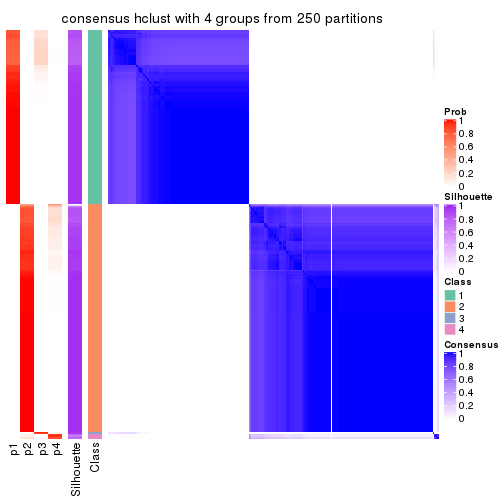 consensus hclust with 4 groups from 250 partitions
Prob
1
0.8
0.6
0.4
0.2
0
Silhouette
1
0.8
0.6
0.4
0.2
0
Class
1
2
3
4
Consensus
1
0.8
0.6
0.4
0.2
0
p1
p2
p3
p4
Silhouette
Class